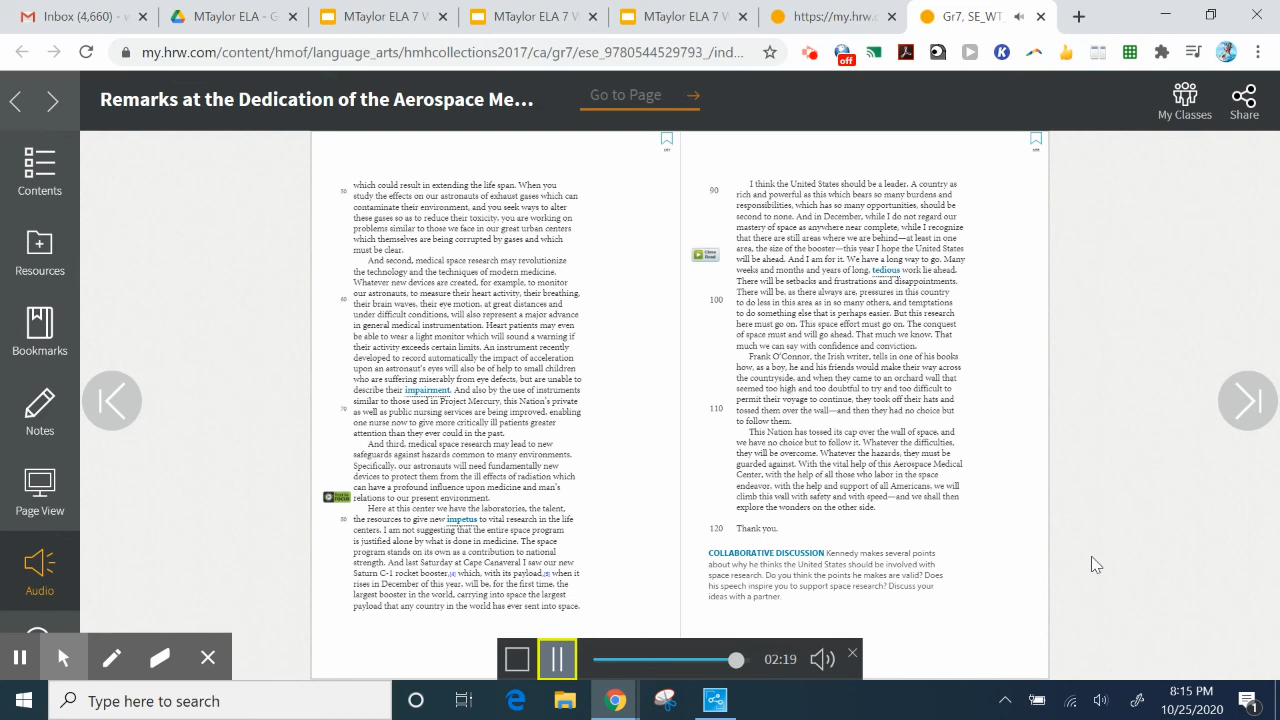 Inbox (4,660) - v
MTaylor ELA - G
MTaylor ELA 7 W
MTaylor ELA 7 W
MTaylor ELA 7 W
https://my.hrw.c
Gr7, SE_WT_
my.hrw.com/content/hmof/language_arts/hmhcollections2017/ca/gr7/ese_9780544529793_/ind...
off
Remarks at the Dedication of the Aerospace Me...
Go to Page
My Classes
Share
Contents
Resources
Bookmarks
Notes
Page View
Audio
which could result in extending the life span. When you
50 study the effects on our astronauts of exhaust gases which can
contaminate their environment, and you seek ways to alter
these gases so as to reduce their toxicity, you are working on
problems similar to those we face in our great urban centers
which themselves are being corrupted by gases and which
must be clear.
And second, medical space research may revolutionize
the technology and the techniques of modern medicine.
Whatever new devices are created, for example, to monitor
our astronauts, to measure their heart activity, their breathing,
60 their brain waves, their eye motion, at great distances and
under difficult conditions, will also represent a major advance
in general medical instrumentation. Heart patients may even
be able to wear a light monitor which will sound a warning if
their activity exceeds certain limits. An instrument recently
developed to record automatically the impact of acceleration
upon an astronaut's eyes will also be of help to small children
who are suffering miserably from eye defects, but are unable to
describe their impairment. And also by the use of instruments
similar to those used in Project Mercury, this Nation's private
70 as well as public nursing services are being improved, enabling
one nurse now to give more critically ill patients greater
attention than they ever could in the past.
And third, medical space research may lead to new
safeguards against hazards common to many environments.
Specifically, our astronauts will need fundamentally new
devices to protect them from the ill effects of radiation which
can have a profound influence upon medicine and man's
relations to our present environment.
Here at this center we have the laboratories, the talent,
80 the resources to give new impetus to vital research in the life
centers. I am not suggesting that the entire space program
is justified alone by what is done in medicine. The space
program stands on its own as a contribution to national
strength. And last Saturday at Cape Canaveral I saw our new
Saturn C-1 rocket booster,[4] which, with its payload,[5] when it
rises in December of this year, will be, for the first time, the
largest booster in the world, carrying into space the largest
payload that any country in the world has ever sent into space.
I think the United States should be a leader. A country as
90 rich and powerful as this which bears so many burdens and
responsibilities, which has so many opportunities, should be
second to none. And in December, while I do not regard our
mastery of space as anywhere near complete, while I recognize
that there are still areas where we are behind—at least in one
area, the size of the booster—this year I hope the United States
Close Read
will be ahead. And I am for it. We have a long way to go. Many
weeks and months and years of long, tedious work lie ahead.
There will be setbacks and frustrations and disappointments.
There will be, as there always are, pressures in this country
100 to do less in this area as in so many others, and temptations
to do something else that is perhaps easier. But this research
here must go on. This space effort must go on. The conquest
of space must and will go ahead. That much we know. That
much we can say with confidence and conviction.
Frank O'Connor, the Irish writer, tells in one of his books
how, as a boy, he and his friends would make their way across
the countryside, and when they came to an orchard wall that
seemed too high and too doubtful to try and too difficult to
permit their voyage to continue, they took off their hats and
110 tossed them over the wall—and then they had no choice but
to follow them.
This Nation has tossed its cap over the wall of space, and
we have no choice but to follow it. Whatever the difficulties,
they will be overcome. Whatever the hazards, they must be
guarded against. With the vital help of this Aerospace Medical
Center, with the help of all those who labor in the space
endeavor, with the help and support of all Americans, we will
climb this wall with safety and with speed—and we shall then
explore the wonders on the other side.
120 Thank you.
COLLABORATIVE DISCUSSION Kennedy makes several points
about why he thinks the United States should be involved with
space research. Do you think the points he makes are valid? Does
his speech inspire you to support space research? Discuss your
ideas with a partner.
02:19
Type here to search
8:15 PM
10/25/2020
1